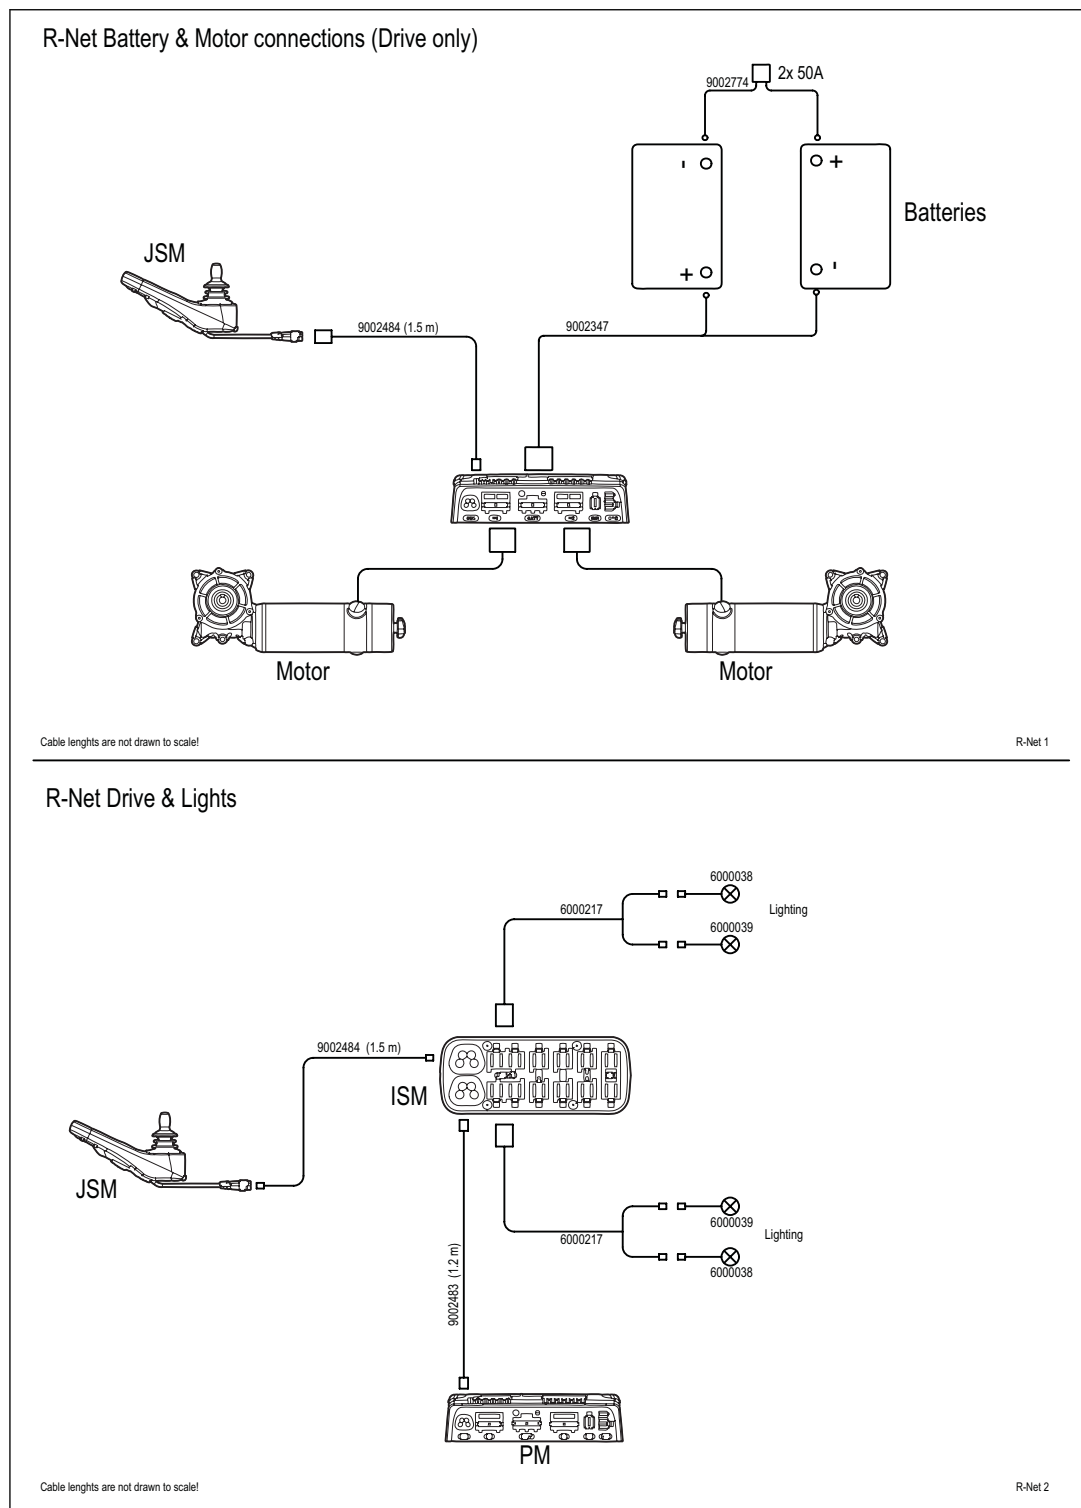 R-Net Battery & Motor connections (Drive only)
9002774
2x 50A
- +
+ -
Batteries
JSM
9002484 (1.5 m)
9002347
BATT
Motor
Motor
Cable lenghts are not drawn to scale!
R-Net 1
R-Net Drive & Lights
6000038
6000217
Lighting
6000039
9002484 (1.5 m)
ISM
JSM
6000039
6000217
Lighting
6000038
9002483 (1.2 m)
PM
Cable lenghts are not drawn to scale!
R-Net 2